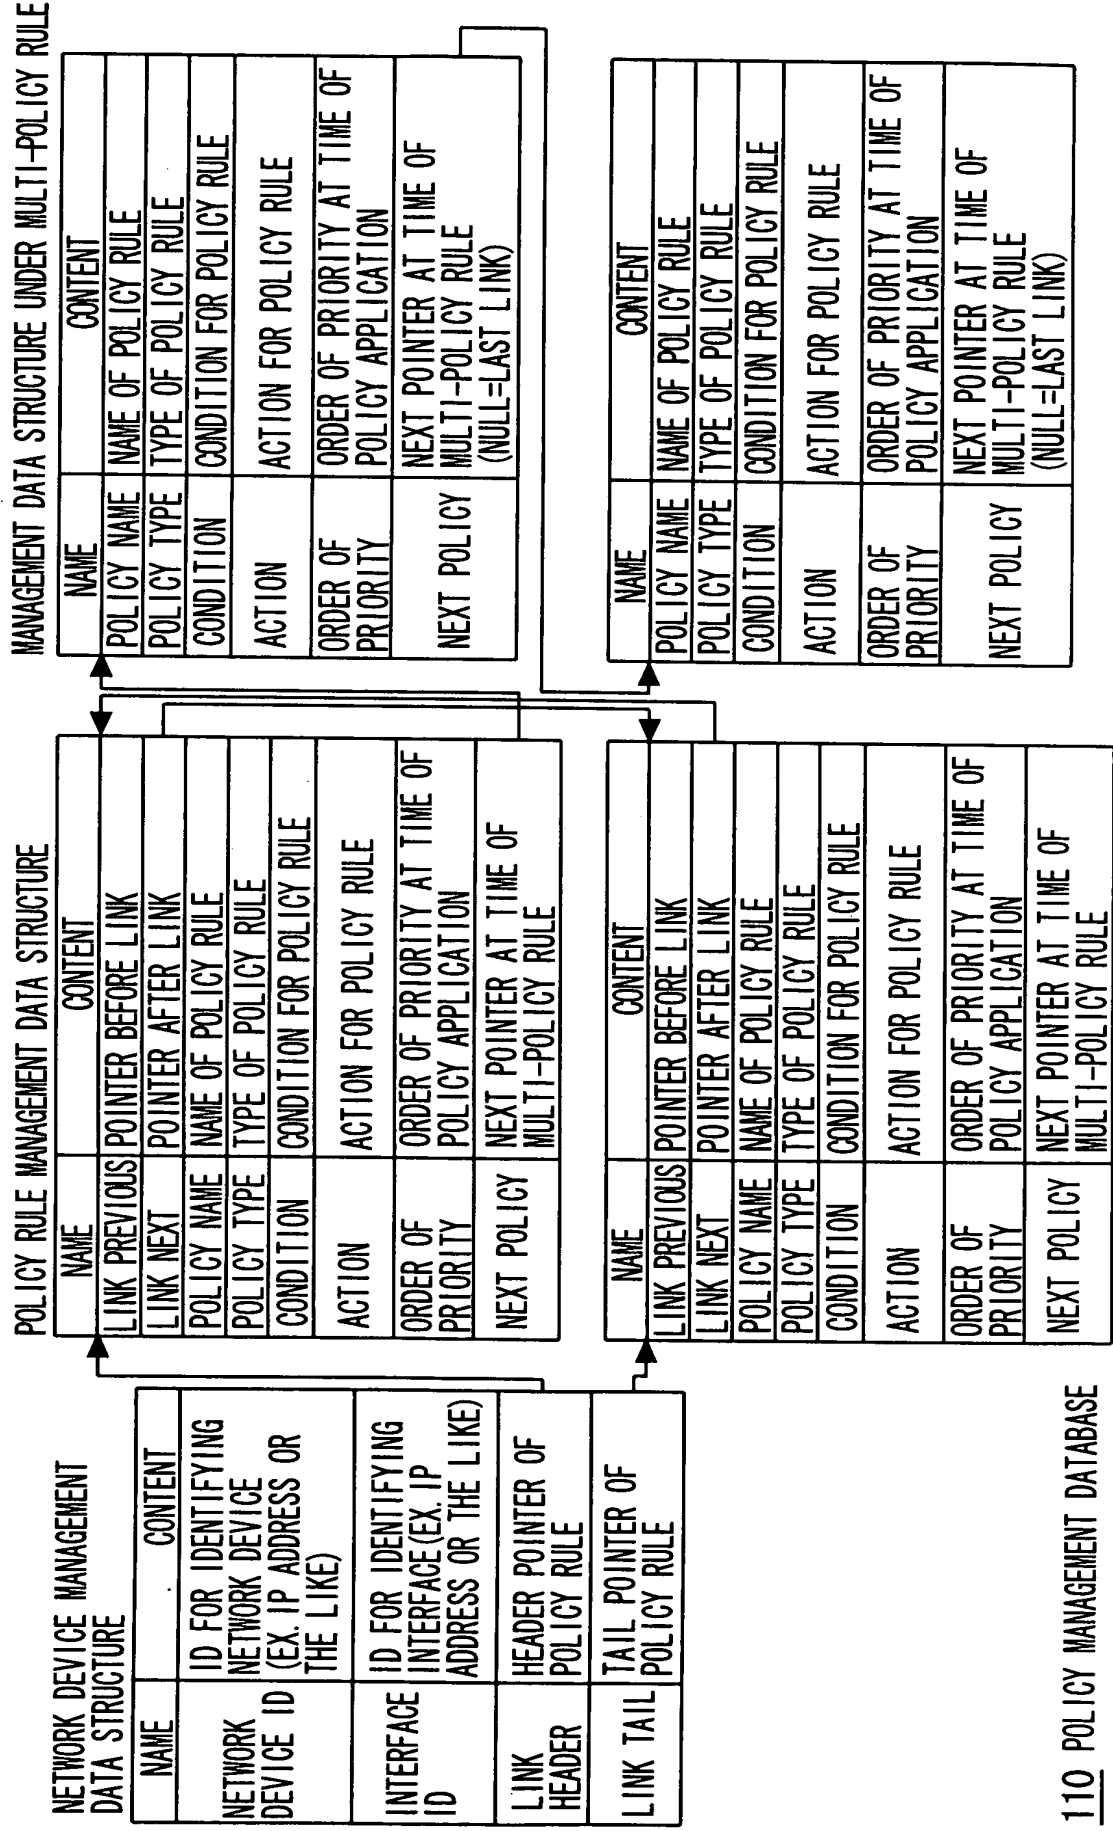 NETWORK DEVICE MANAGEMENT
DATA STRUCTURE
NAME CONTENT
NETWORK
DEVICE ID
ID FOR IDENTIFYING
NETWORK DEVICE
(EX. IP ADDRESS OR
THE LIKE)
INTERFACE
ID
ID FOR IDENTIFYING
INTERFACE(EX. IP
ADDRESS OR THE LIKE)
LINK
HEADER
HEADER POINTER OF
POLICY RULE
LINK TAIL
TAIL POINTER OF
POLICY RULE
POLICY RULE MANAGEMENT DATA STRUCTURE
NAME CONTENT
LINK PREVIOUS POINTER BEFORE LINK
LINK NEXT POINTER AFTER LINK
POLICY NAME NAME OF POLICY RULE
POLICY TYPE TYPE OF POLICY RULE
CONDITION CONDITION FOR POLICY RULE
ACTION ACTION FOR POLICY RULE
ORDER OF
PRIORITY
ORDER OF PRIORITY AT TIME OF
POLICY APPLICATION
NEXT POLICY
NEXT POINTER AT TIME OF
MULTI-POLICY RULE
NAME CONTENT
LINK PREVIOUS POINTER BEFORE LINK
LINK NEXT POINTER AFTER LINK
POLICY NAME NAME OF POLICY RULE
POLICY TYPE TYPE OF POLICY RULE
CONDITION CONDITION FOR POLICY RULE
ACTION ACTION FOR POLICY RULE
ORDER OF
PRIORITY
ORDER OF PRIORITY AT TIME OF
POLICY APPLICATION
NEXT POLICY
NEXT POINTER AT TIME OF
MULTI-POLICY RULE
MANAGEMENT DATA STRUCTURE UNDER MULTI-POLICY RULE
NAME CONTENT
POLICY NAME NAME OF POLICY RULE
POLICY TYPE TYPE OF POLICY RULE
CONDITION CONDITION FOR POLICY RULE
ACTION ACTION FOR POLICY RULE
ORDER OF
PRIORITY
ORDER OF PRIORITY AT TIME OF
POLICY APPLICATION
NEXT POLICY
NEXT POINTER AT TIME OF
MULTI-POLICY RULE
(NULL=LAST LINK)
NAME CONTENT
POLICY NAME NAME OF POLICY RULE
POLICY TYPE TYPE OF POLICY RULE
CONDITION CONDITION FOR POLICY RULE
ACTION ACTION FOR POLICY RULE
ORDER OF
PRIORITY
ORDER OF PRIORITY AT TIME OF
POLICY APPLICATION
NEXT POLICY
NEXT POINTER AT TIME OF
MULTI-POLICY RULE
(NULL=LAST LINK)
110 POLICY MANAGEMENT DATABASE